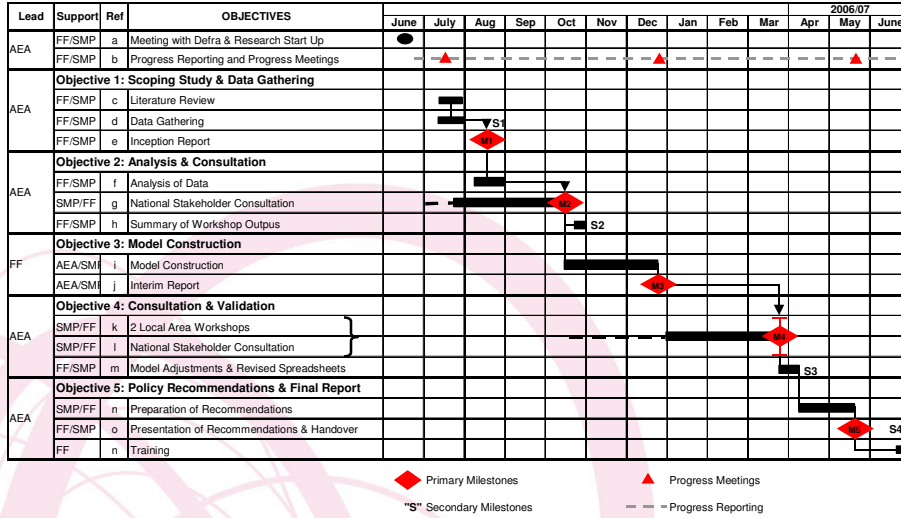 2006/07
Lead Support Ref OBJECTIVES June July Aug Sep Oct Nov Dec Jan Feb Mar Apr May June
AEA
FF/SMP a Meeting with Defra & Research Start Up
FF/SMP b Progress Reporting and Progress Meetings
Objective 1: Scoping Study & Data Gathering
AEA
FF/SMP c Literature Review
FF/SMP d Data Gathering S1
FF/SMP e Inception Report M1
Objective 2: Analysis & Consultation
AEA
FF/SMP f Analysis of Data
SMP/FF g National Stakeholder Consultation M2
FF/SMP h Summary of Workshop Outpus S2
Objective 3: Model Construction
FF
AEA/SMF i Model Construction
AEA/SMF j Interim Report M3
Objective 4: Consultation & Validation
AEA
SMP/FF k 2 Local Area Workshops
SMP/FF l National Stakeholder Consultation M4
FF/SMP m Model Adjustments & Revised Spreadsheets S3
Objective 5: Policy Recommendations & Final Report
AEA
SMP/FF n Preparation of Recommendations
FF/SMP o Presentation of Recommendations & Handover M5 S4
FF n Training
Primary Milestones Progress Meetings
"S" Secondary Milestones Progress Reporting